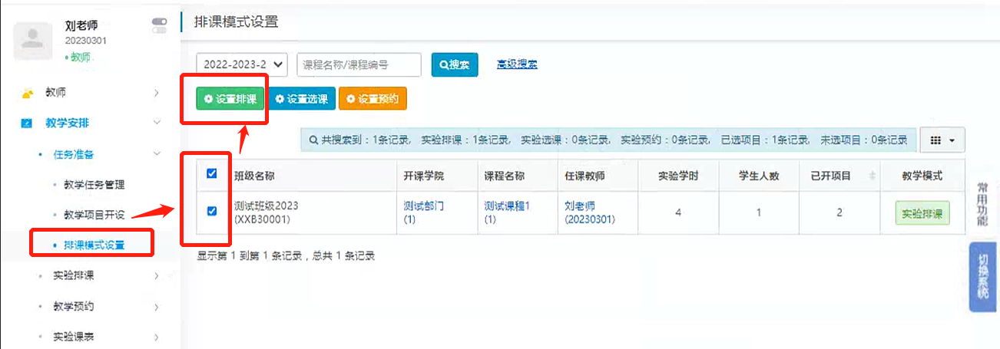 刘老师
20230301
教师
教师
教学安排
任务准备
教学任务管理
教学项目开设
排课模式设置
实验排课
教学预约
实验课表
排课模式设置
2022-2023-2 课程名称/课程编号 搜索 高级搜索
设置排课 设置选课 设置预约
共搜索到：1条记录, 实验排课：1条记录, 实验选课：0条记录, 实验预约：0条记录, 已选项目：1条记录, 未选项目：0条记录
班级名称 开课学院 课程名称 任课教师 实验学时 学生人数 已开项目 教学模式
测试班级2023 测试部门 测试课程1 刘老师 4 1 2 实验排课
(XXB30001) (1) (1) (20230301)
显示第 1 到第 1 条记录，总共 1 条记录
常用功能
切换系统